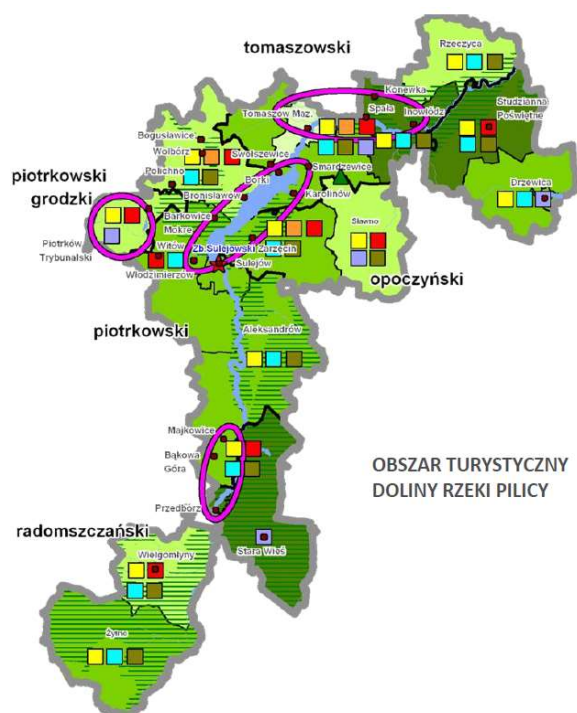 tomaszowski
Rzeczyca
Konewka
Spała
Inowłódz
Studzianna
Poświętne
Tomaszów Maz.
Bogusławice
Wolbórz
Swolszewice
Smardzewice
Polichno
Borki
Drzewica
piotrkowski
grodzki
Bronisławów
Karolinów
Barkowice
Mokre
Sławno
Witów
Zb.Sulejowski
Zarzęcin
Piotrków
Trybunalski
Włodzimierzów
Sulejów
opoczyński
piotrkowski
Aleksandrów
Majkowice
Bąkowa
Góra
OBSZAR TURYSTYCZNY
DOLINY RZEKI PILICY
Przedbórz
radomszczański
Wielgomłyny
Stara Wieś
Żytno